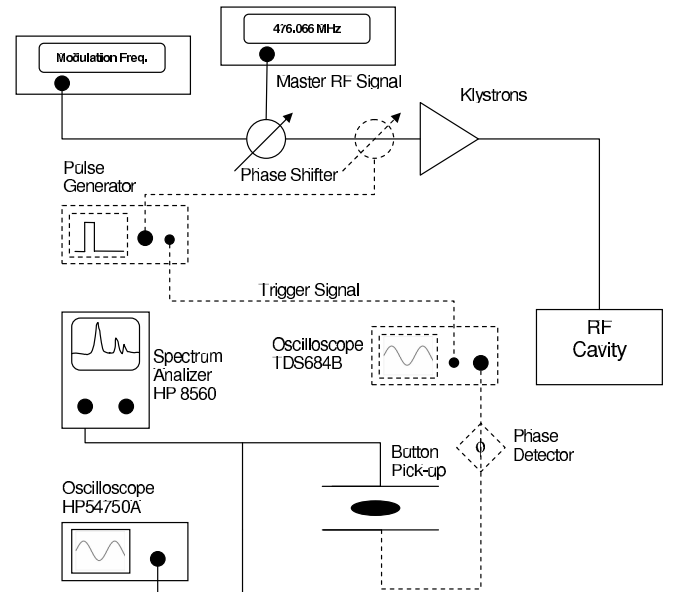 476.066 MHz
Modulation Freq.
Master RF Signal
Klystrons
Phase Shifter
Pulse
Generator
Trigger Signal
RF
Cavity
Oscilloscope
TDS684B
Spectrum
Analizer
HP 8560
Button
Pick-up
ϕ
Phase
Detector
Oscilloscope
HP54750A